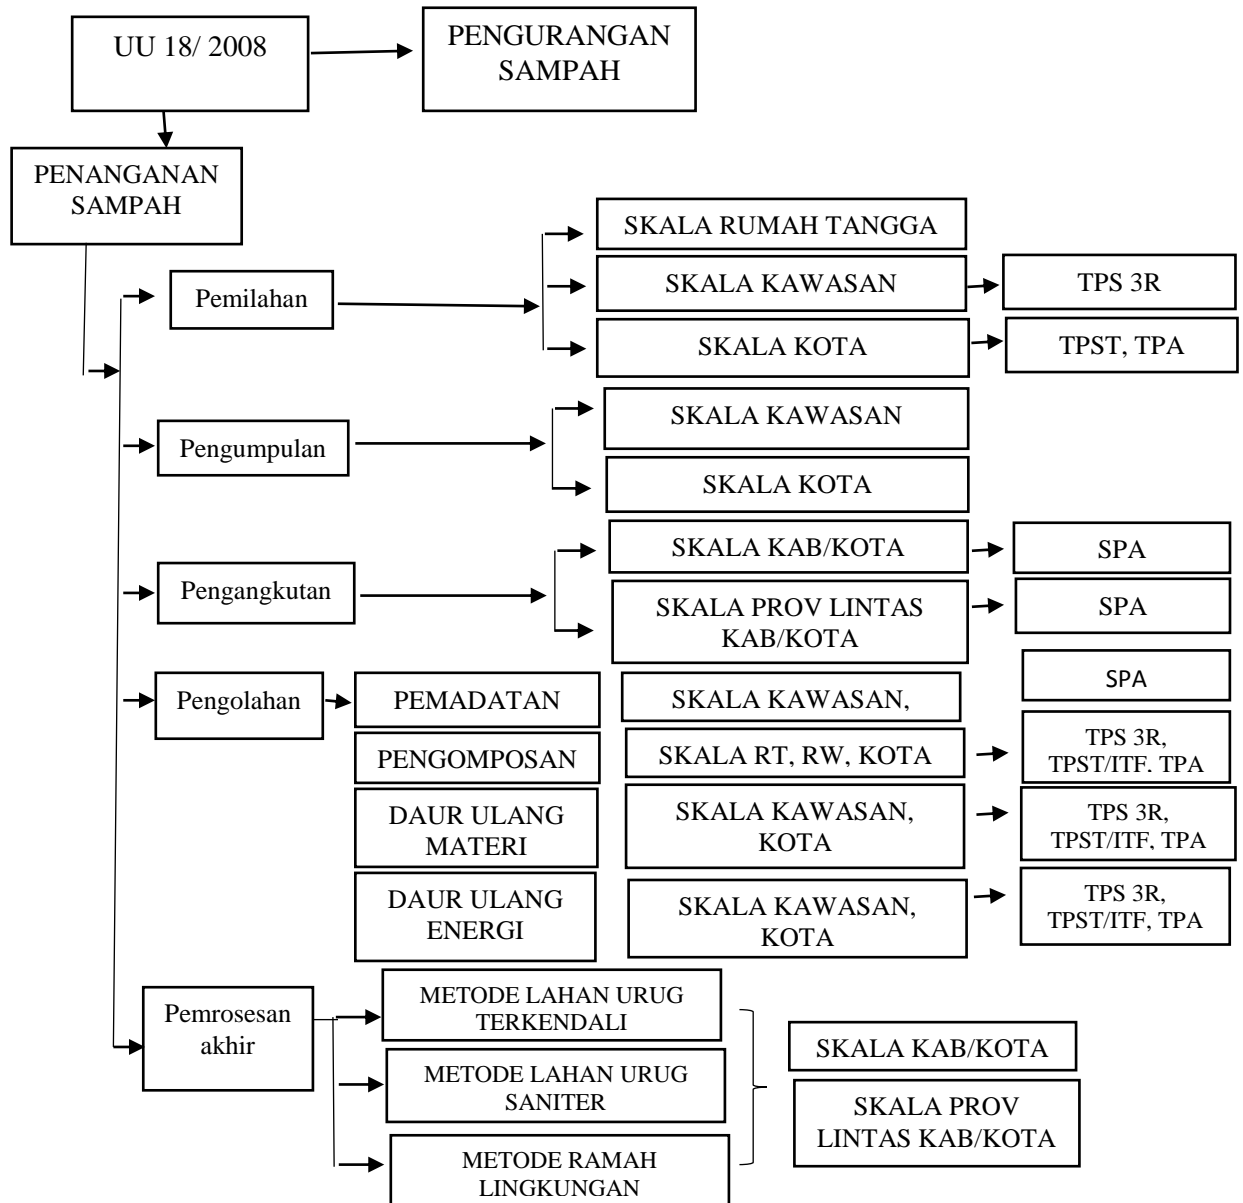 UU 18/ 2008
PENGURANGAN
SAMPAH
PENANGANAN
SAMPAH
Pemilahan
SKALA RUMAH TANGGA
SKALA KAWASAN
TPS 3R
SKALA KOTA
TPST, TPA
Pengumpulan
SKALA KAWASAN
SKALA KOTA
Pengangkutan
SKALA KAB/KOTA
SPA
SKALA PROV LINTAS
KAB/KOTA
SPA
Pengolahan
PEMADATAN
SKALA KAWASAN,
SPA
PENGOMPOSAN
SKALA RT, RW, KOTA
TPS 3R,
TPST/ITF, TPA
DAUR ULANG
MATERI
SKALA KAWASAN,
KOTA
TPS 3R,
TPST/ITF, TPA
DAUR ULANG
ENERGI
SKALA KAWASAN,
KOTA
TPS 3R,
TPST/ITF, TPA
Pemrosesan
akhir
METODE LAHAN URUG
TERKENDALI
METODE LAHAN URUG
SANITER
METODE RAMAH
LINGKUNGAN
SKALA KAB/KOTA
SKALA PROV
LINTAS KAB/KOTA